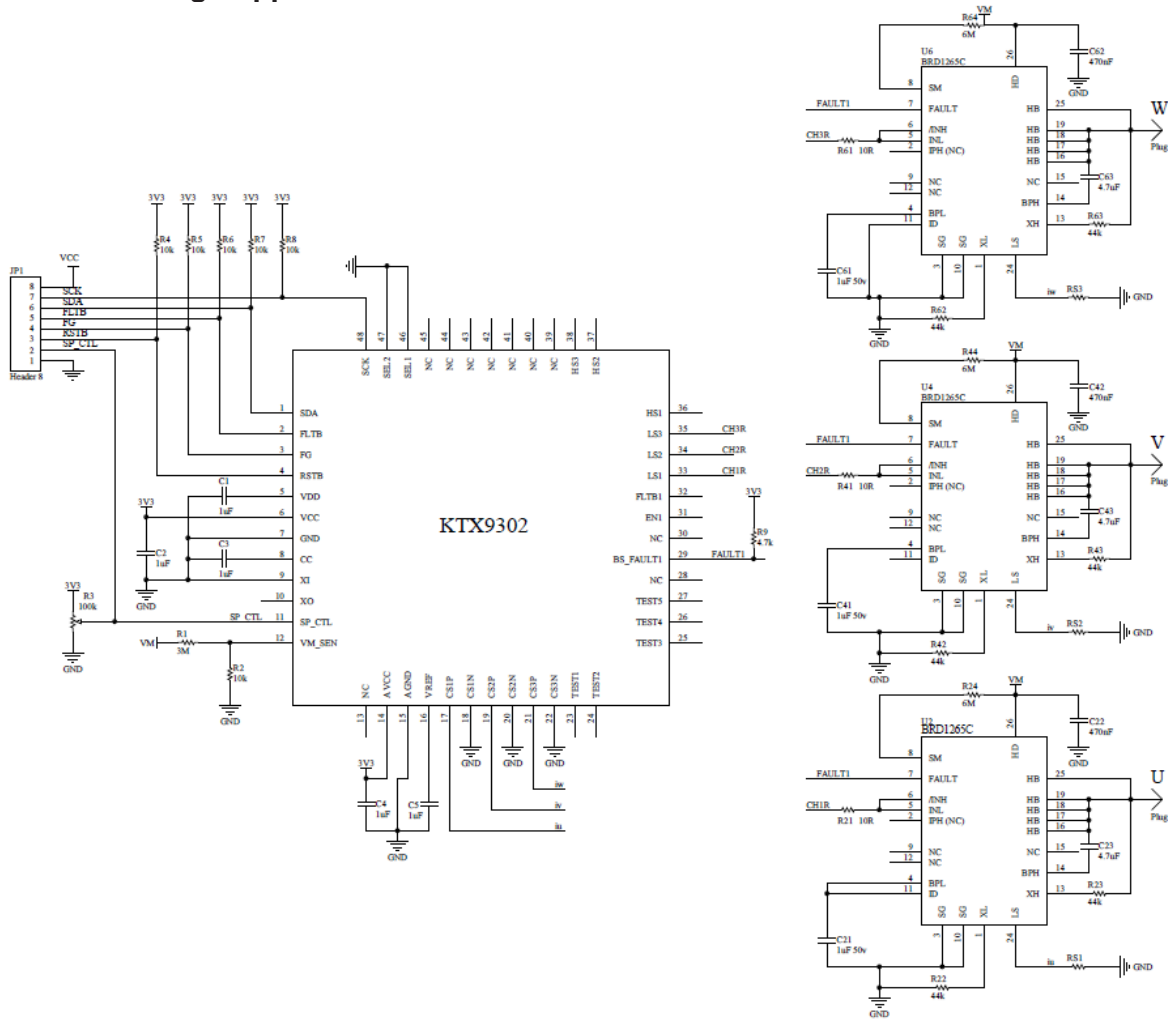 VM
R64
6M
26
C62
470nF
GND
U6
BRD1265C
8 SM
HD
FAULT1 7 FAULT
HB 25
W
Plug
6 /INH
HB 19
CH3R 5 INL
HB 18
R61 10R 2 IPH (NC)
HB 17
HB 16
9 NC
NC 15
C63
4.7uF
12 NC
BPH 14
4 BPL
11 ID
XH 13 R63
44k
SG SG XL LS
C61
1uF 50v
3 10 1 24
iw RS3 GND
R62
44k
GND
3V3 3V3 3V3 3V3 3V3
R4 R5 R6 R7 R8
10k 10k 10k 10k 10k
JP1
VCC
8
7 SCK
6 SDA
5 FLTB
4 FG
3 RSTB
2 SP_CTL
1
Header 8
48 47 46 45 44 43 42 41 40 39 38 37
SCK SEL2 SEL1 NC NC NC NC NC NC NC HS3 HS2
1 SDA
2 FLTB
3 FG
4 RSTB
5 VDD
6 VCC
7 GND
8 CC
9 XI
10 XO
11 SP_CTL
12 VM_SEN
KTX9302
HS1 36
LS3 35 CH3R
LS2 34 CH2R
LS1 33 CH1R
FLTB1 32
EN1 31
NC 30
BS_FAULT1 29 FAULT1
NC 28
TEST5 27
TEST4 26
TEST3 25
3V3
R9
4.7k
C1
1uF
3V3
C2
1uF
C3
1uF
GND
3V3
R3
100k
SP_CTL
GND
VM R1
3M
R2
10k
GND
NC AVCC AGND VREF CS1P CS1N CS2P CS2N CS3P CS3N TEST1 TEST2
13 14 15 16 17 18 19 20 21 22 23 24
GND GND GND
3V3
C4
1uF
C5
1uF
GND
iw
iv
iu
VM
R44
6M
26
C42
470nF
GND
U4
BRD1265C
8 SM
HD
FAULT1 7 FAULT
HB 25
V
Plug
6 /INH
HB 19
CH2R 5 INL
HB 18
R41 10R 2 IPH (NC)
HB 17
HB 16
9 NC
NC 15
C43
4.7uF
12 NC
BPH 14
4 BPL
11 ID
XH 13 R43
44k
SG SG XL LS
C41
1uF 50v
3 10 1 24
iv RS2 GND
R42
44k
GND
VM
R24
6M
26
C22
470nF
GND
U2
BRD1265C
8 SM
HD
FAULT1 7 FAULT
HB 25
U
Plug
6 /INH
HB 19
CH1R 5 INL
HB 18
R21 10R 2 IPH (NC)
HB 17
HB 16
9 NC
NC 15
C23
4.7uF
12 NC
BPH 14
4 BPL
11 ID
XH 13 R23
44k
SG SG XL LS
C21
1uF 50v
3 10 1 24
iu RS1 GND
R22
44k
GND